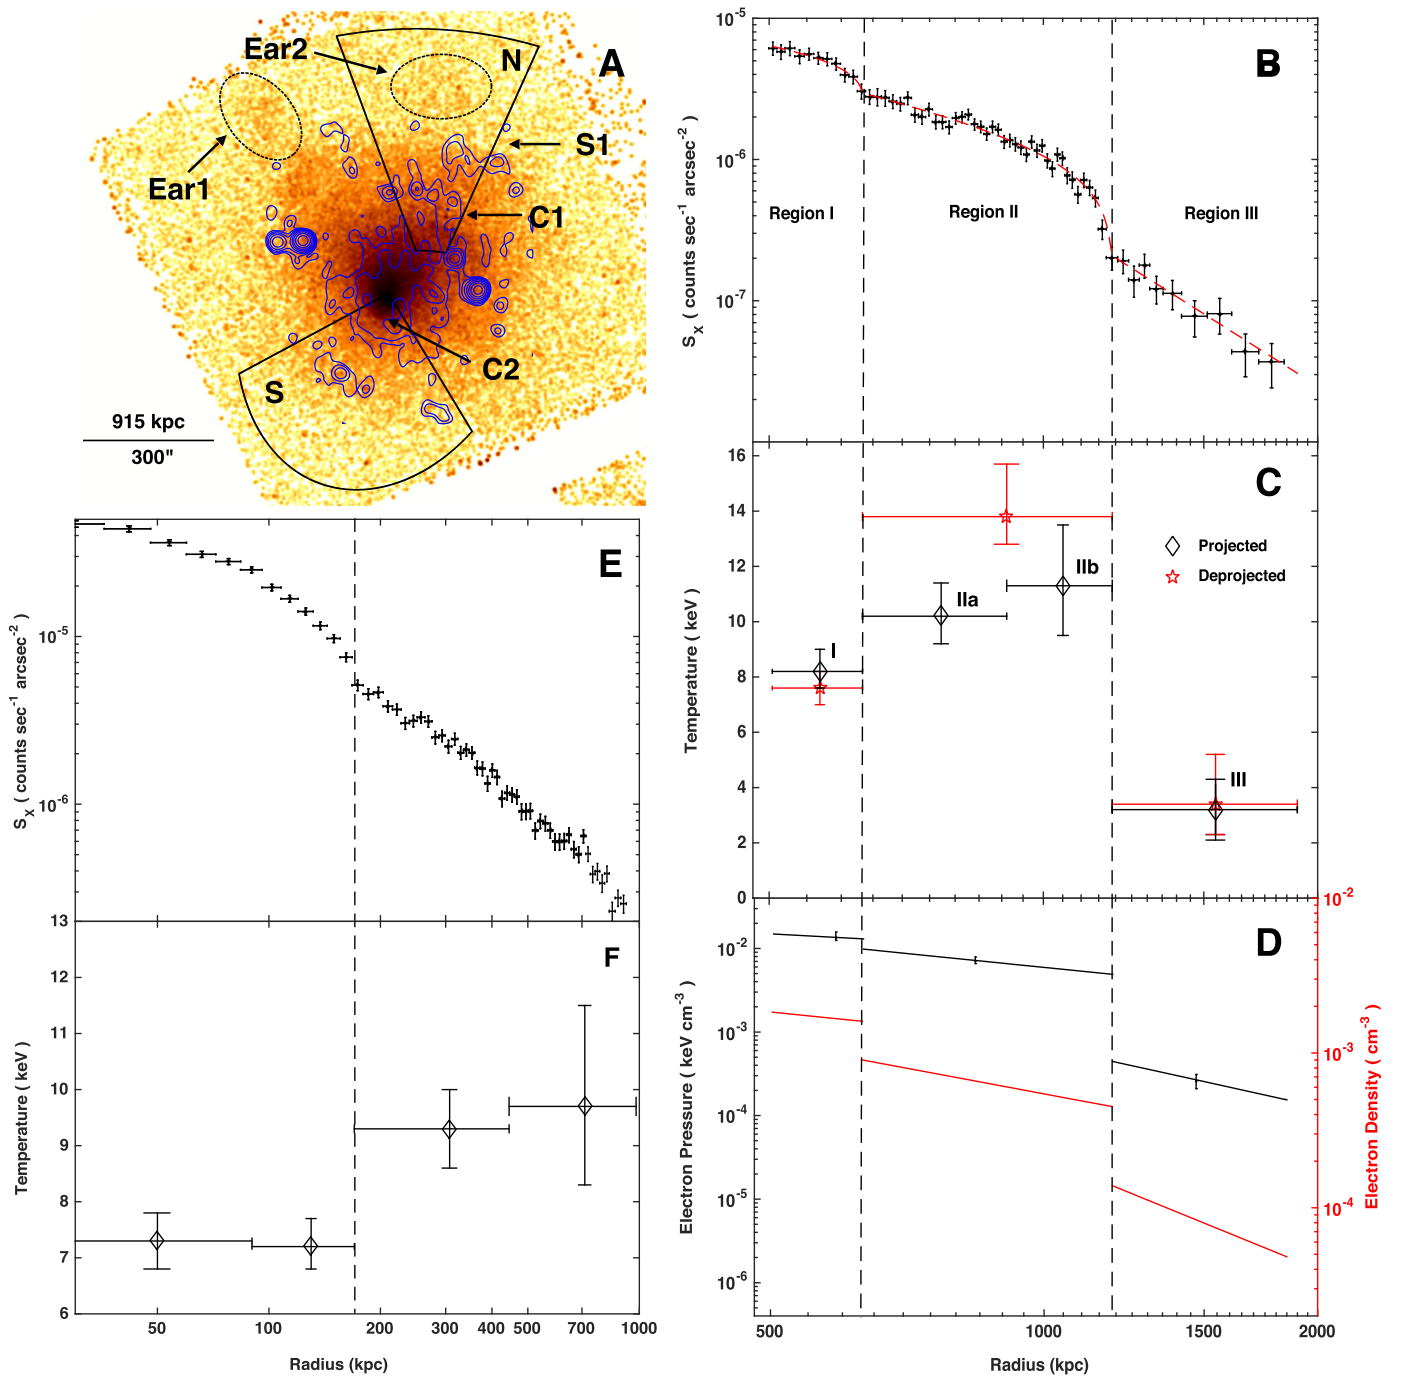 A
N
Ear2
Ear1
S1
C1
C2
S
915 kpc
300"
B
10⁻⁵
10⁻⁶
10⁻⁷
S_X ( counts sec⁻¹ arcsec⁻² )
Region I
Region II
Region III
C
16
14
12
10
8
6
4
2
0
Temperature ( keV )
Projected
Deprojected
I
IIa
IIb
III
D
10⁻²
10⁻³
10⁻⁴
10⁻⁵
10⁻⁶
Electron Pressure ( keV cm⁻³ )
10⁻²
10⁻³
10⁻⁴
Electron Density ( cm⁻³ )
500
1000
1500
2000
Radius (kpc)
E
10⁻⁵
10⁻⁶
S_X ( counts sec⁻¹ arcsec⁻² )
F
13
12
11
10
9
8
7
6
Temperature ( keV )
50
100
200
300
400
500
700
1000
Radius (kpc)